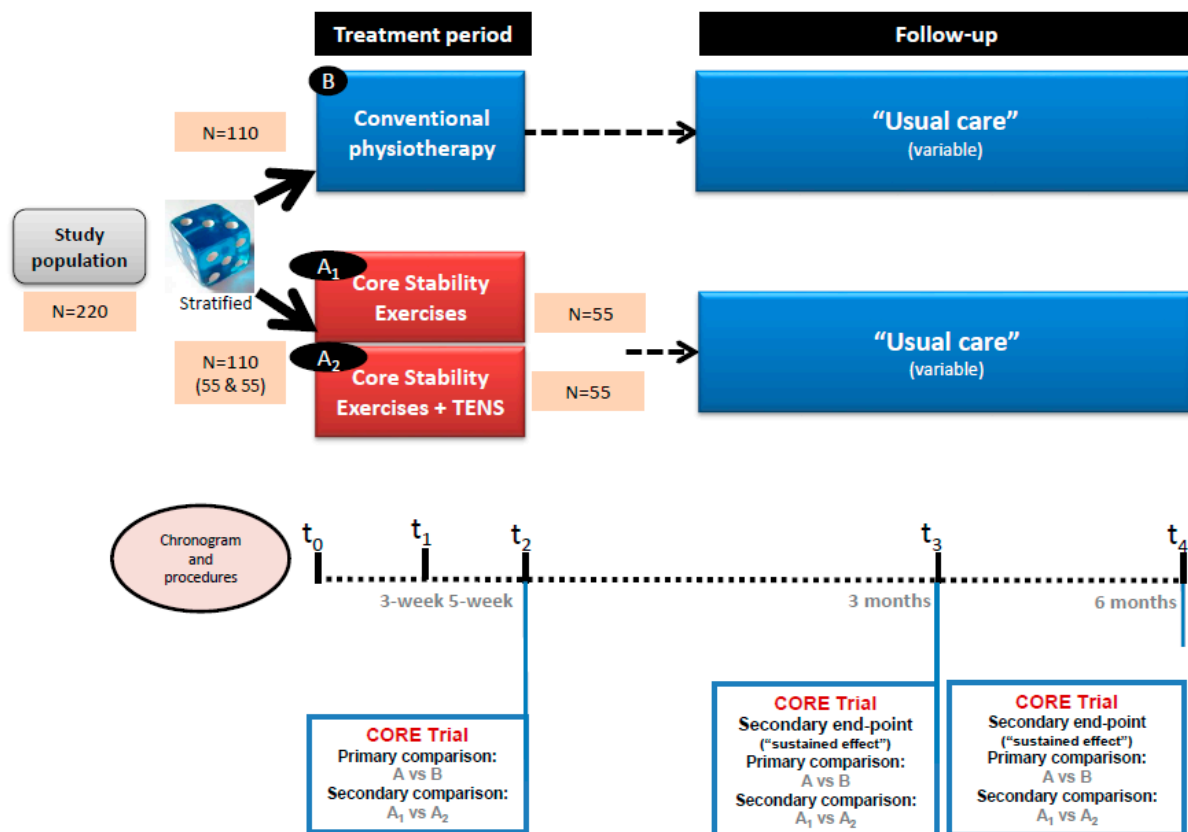 Treatment period
Follow-up
B
Conventional
physiotherapy
"Usual care"
(variable)
N=110
Study
population
N=220
Stratified
A₁
Core Stability
Exercises
N=55
N=110
(55 & 55)
A₂
Core Stability
Exercises + TENS
N=55
“Usual care”
(variable)
Chronogram
and
procedures
t₀
t₁
t₂
t₃
t₄
3-week 5-week
3 months
6 months
CORE Trial
Primary comparison:
A vs B
Secondary comparison:
A₁ vs A₂
CORE Trial
Secondary end-point
(“sustained effect”)
Primary comparison:
A vs B
Secondary comparison:
A₁ vs A₂
CORE Trial
Secondary end-point
(“sustained effect”)
Primary comparison:
A vs B
Secondary comparison:
A₁ vs A₂